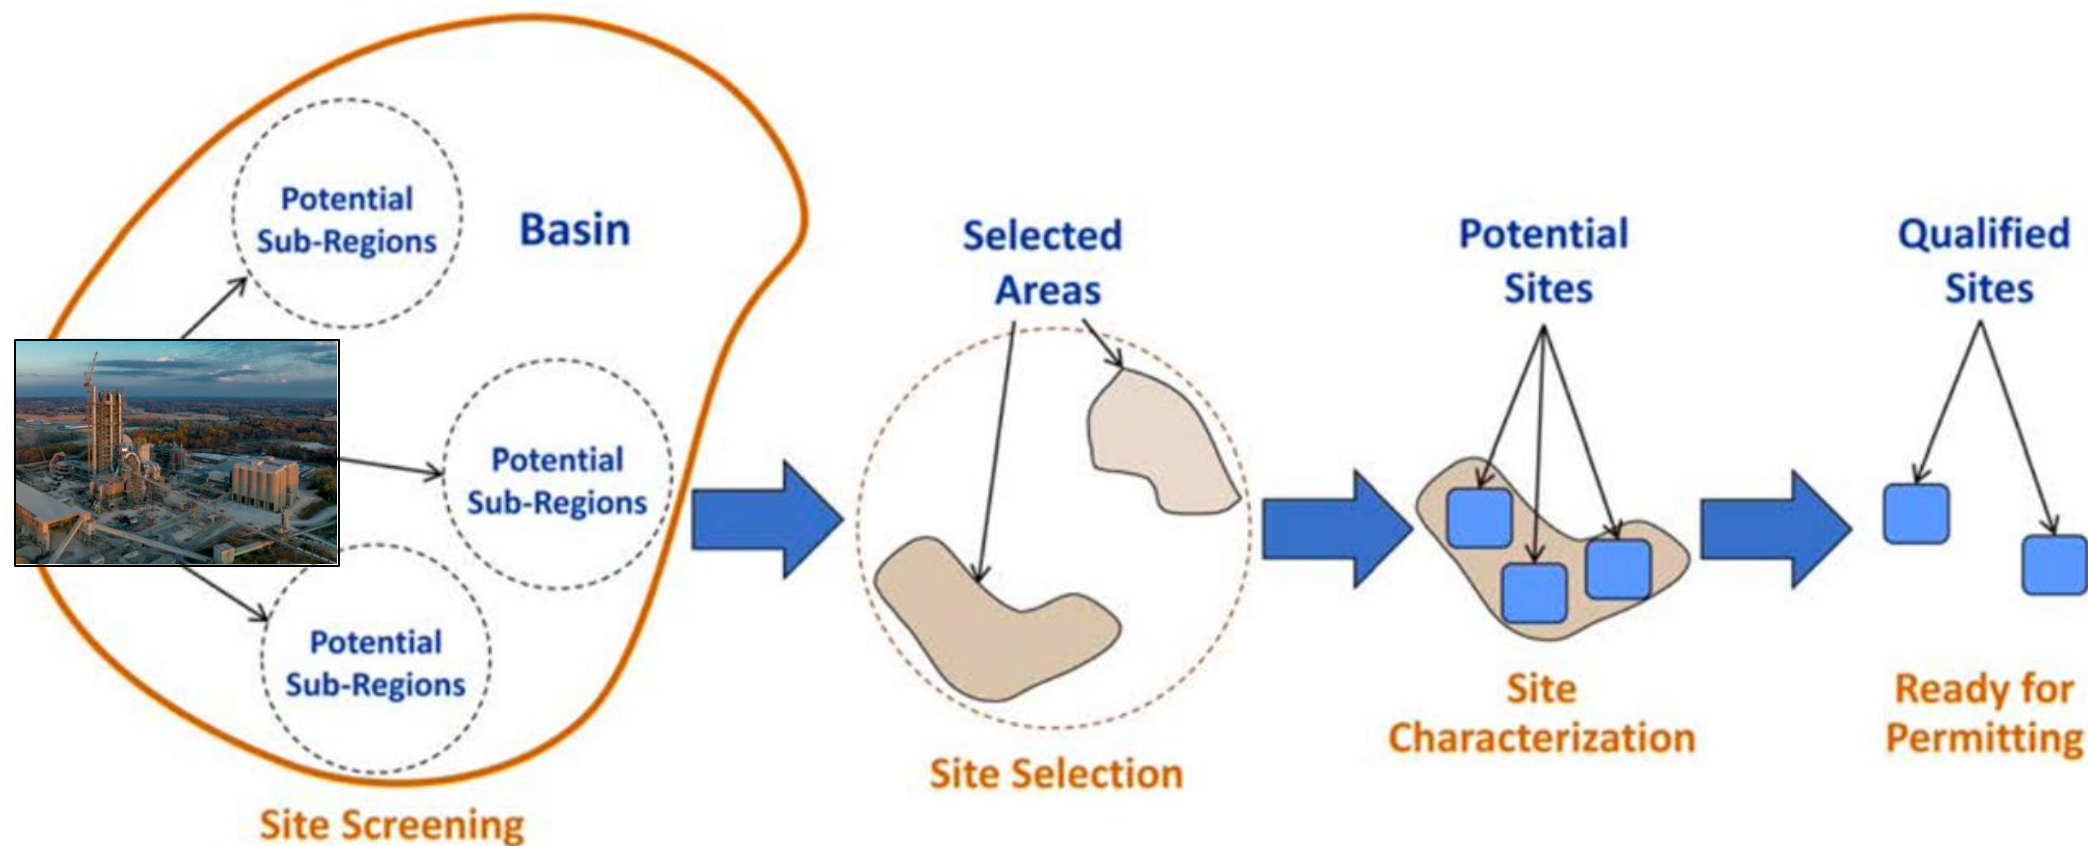 Potential
Sub-Regions
Basin
Potential
Sub-Regions
Potential
Sub-Regions
Site Screening
Selected
Areas
Site Selection
Potential
Sites
Site
Characterization
Qualified
Sites
Ready for
Permitting